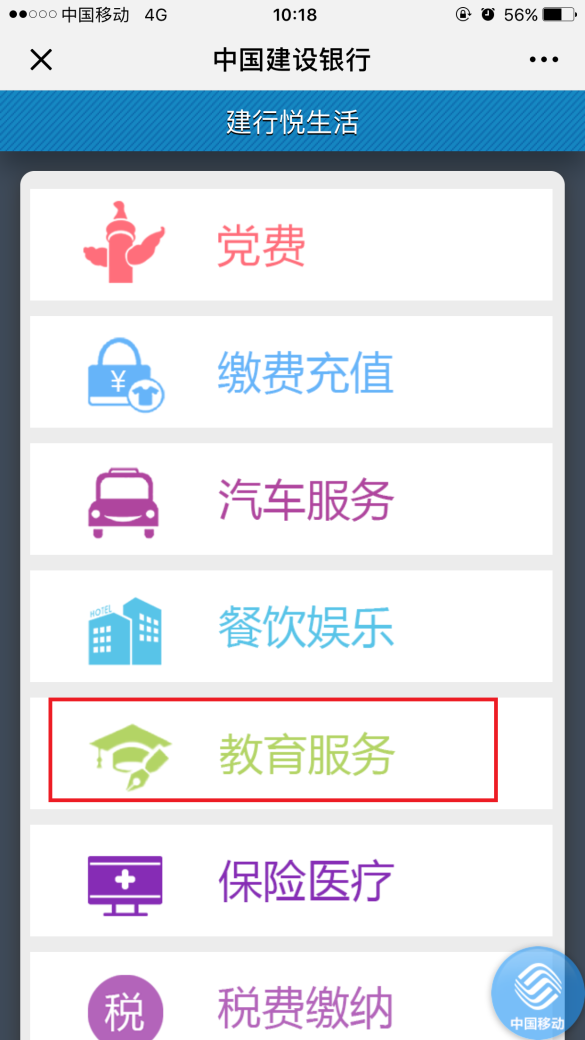 中国移动 4G 10:18 56%
中国建设银行
建行悦生活
党费
¥
缴费充值
汽车服务
HOTEL
餐饮娱乐
教育服务
保险医疗
税
税费缴纳
中国移动